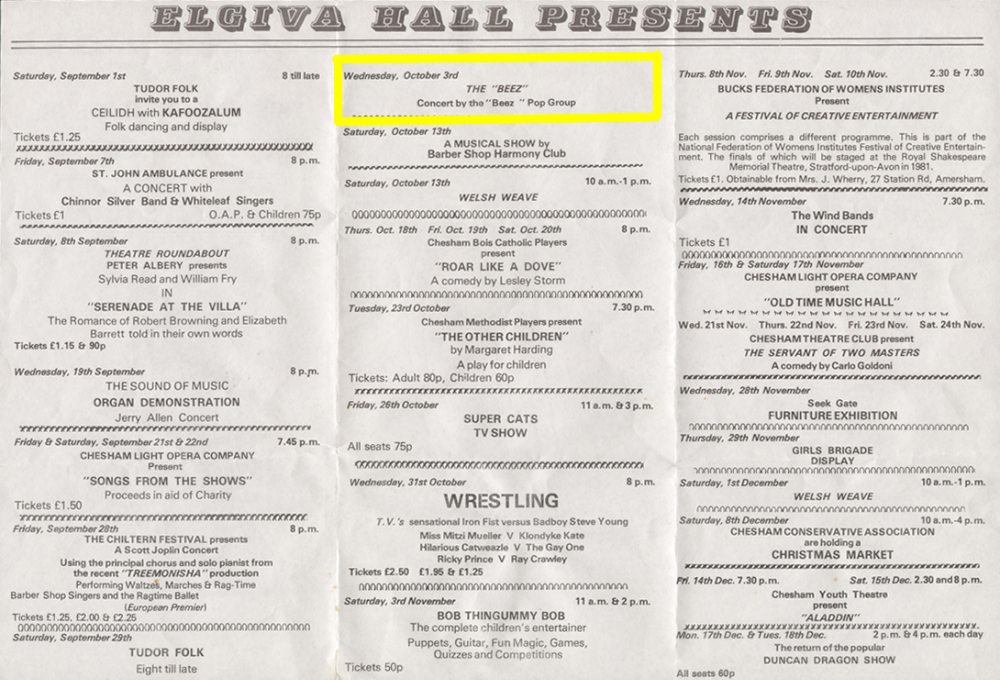 ELGIVA HALL PRESENTS
Saturday, September 1st 8 till late
TUDOR FOLK
invite you to a
CEILIDH with KAFOOZALUM
Folk dancing and display
Tickets £1.25
Friday, September 7th 8 p.m.
ST. JOHN AMBULANCE present
A CONCERT with
Chinnor Silver Band & Whiteleaf Singers
Tickets £1 O.A.P. & Children 75p
Saturday, 8th September 8 p.m.
THEATRE ROUNDABOUT
PETER ALBERY presents
Sylvia Read and William Fry
IN
"SERENADE AT THE VILLA"
The Romance of Robert Browning and Elizabeth
Barrett told in their own words
Tickets £1.15 & 90p
Wednesday, 19th September 8 p.m.
THE SOUND OF MUSIC
ORGAN DEMONSTRATION
Jerry Allen Concert
Friday & Saturday, September 21st & 22nd 7.45 p.m.
CHESHAM LIGHT OPERA COMPANY
Present
"SONGS FROM THE SHOWS"
Proceeds in aid of Charity
Tickets £1.50
Friday, September 28th 8 p.m.
THE CHILTERN FESTIVAL presents
A Scott Joplin Concert
Using the principal chorus and solo pianist from
the recent "TREEMONISHA" production
Performing Waltzes, Marches & Rag-Time
Barber Shop Singers and the Ragtime Ballet
(European Premier)
Tickets £1.25, £2.00 & £2.25
Saturday, September 29th
TUDOR FOLK
Eight till late
Wednesday, October 3rd
THE "BEEZ"
Concert by the "Beez " Pop Group
Saturday, October 13th
A MUSICAL SHOW by
Barber Shop Harmony Club
Saturday, October 13th 10 a.m.-1 p.m.
WELSH WEAVE
Thurs. Oct. 18th Fri. Oct. 19th Sat. Oct. 20th 8 p.m.
Chesham Bois Catholic Players
present
"ROAR LIKE A DOVE"
A comedy by Lesley Storm
Tuesday, 23rd October 7.30 p.m.
Chesham Methodist Players present
"THE OTHER CHILDREN"
by Margaret Harding
A play for children
Tickets: Adult 80p, Children 60p
Friday, 26th October 11 a.m. & 3 p.m.
SUPER CATS
TV SHOW
All seats 75p
Wednesday, 31st October 8 p.m.
WRESTLING
T.V.'s sensational Iron Fist versus Badboy Steve Young
Miss Mitzi Mueller V Klondyke Kate
Hilarious Catweazle V The Gay One
Ricky Prince V Ray Crawley
Tickets £2.50 £1.95 & £1.25
Saturday, 3rd November 11 a.m. & 2 p.m.
BOB THINGUMMY BOB
The complete children's entertainer
Puppets, Guitar, Fun Magic, Games,
Quizzes and Competitions
Tickets 50p
Thurs. 8th Nov. Fri. 9th Nov. Sat. 10th Nov. 2.30 & 7.30
BUCKS FEDERATION OF WOMENS INSTITUTES
Present
A FESTIVAL OF CREATIVE ENTERTAINMENT
Each session comprises a different programme. This is part of the
National Federation of Womens Institutes Festival of Creative Entertain-
ment. The finals of which will be staged at the Royal Shakespeare
Memorial Theatre, Stratford-upon-Avon in 1981.
Tickets £1. Obtainable from Mrs. J. Wherry, 27 Station Rd, Amersham.
Wednesday, 14th November 7.30 p.m.
The Wind Bands
IN CONCERT
Tickets £1
Friday, 16th & Saturday 17th November
CHESHAM LIGHT OPERA COMPANY
present
"OLD TIME MUSIC HALL"
Wed. 21st Nov. Thurs. 22nd Nov. Fri. 23rd Nov. Sat. 24th Nov.
CHESHAM THEATRE CLUB present
THE SERVANT OF TWO MASTERS
A comedy by Carlo Goldoni
Wednesday, 28th November
Seek Gate
FURNITURE EXHIBITION
Thursday, 29th November
GIRLS BRIGADE
DISPLAY
Saturday, 1st December 10 a.m.-1 p.m.
WELSH WEAVE
Saturday, 8th December 10 a.m.-4 p.m.
CHESHAM CONSERVATIVE ASSOCIATION
are holding a
CHRISTMAS MARKET
Fri. 14th Dec. 7.30 p.m. Sat. 15th Dec. 2.30 and 8 p.m.
Chesham Youth Theatre
present
"ALADDIN"
Mon. 17th Dec. & Tues. 18th Dec. 2 p.m. & 4 p.m. each day
The return of the popular
DUNCAN DRAGON SHOW
All seats 60p